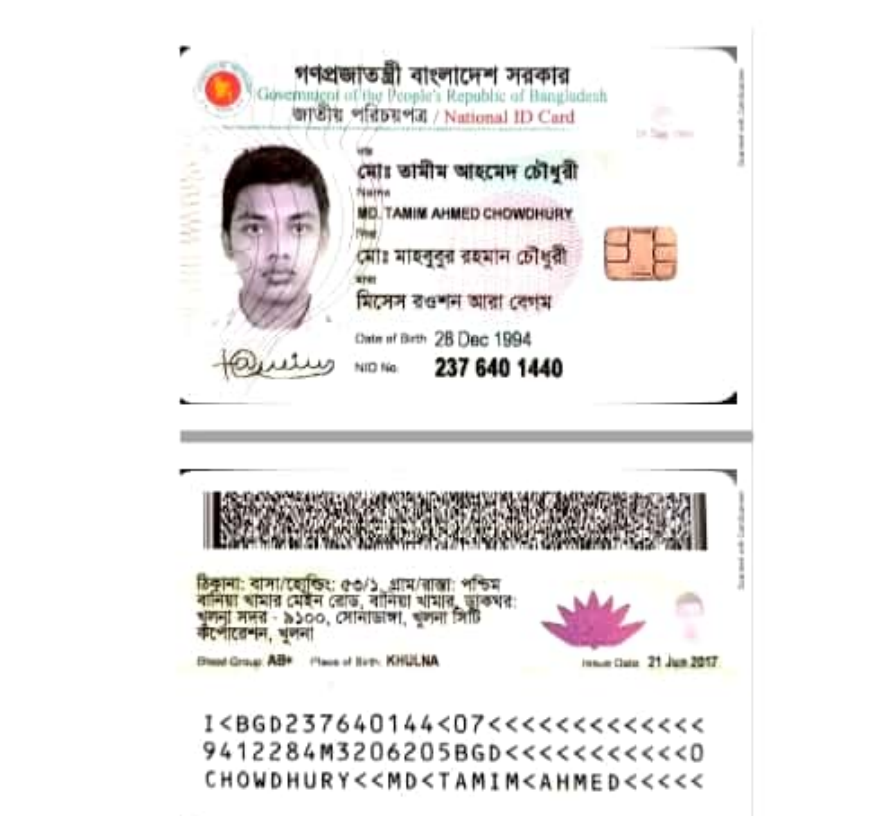 গণপ্রজাতন্ত্রী বাংলাদেশ সরকার
Government of the People's Republic of Bangladesh
জাতীয় পরিচয়পত্র / National ID Card
নাম
মোঃ তামীম আহমেদ চৌধুরী
Name
MD. TAMIM AHMED CHOWDHURY
পিতা
মোঃ মাহবুবুর রহমান চৌধুরী
মাতা
মিসেস রওশন আরা বেগম
Date of Birth 28 Dec 1994
NID No. 237 640 1440
ঠিকানা: বাসা/হোল্ডিং: ৫৩/১, গ্রাম/রাস্তা: পশ্চিম
বানিয়া খামার মেইন রোড, বানিয়া খামার, ডাকঘর:
খুলনা সদর - ৯১০০, সোনাডাঙ্গা, খুলনা সিটি
কর্পোরেশন, খুলনা
Blood Group: AB+ Place of Birth: KHULNA Issue Date: 21 Jun 2017
I<BGD237640144<07<<<<<<<<<<<<<
9412284M3206205BGD<<<<<<<<<<<0
CHOWDHURY<<MD<TAMIM<AHMED<<<<<